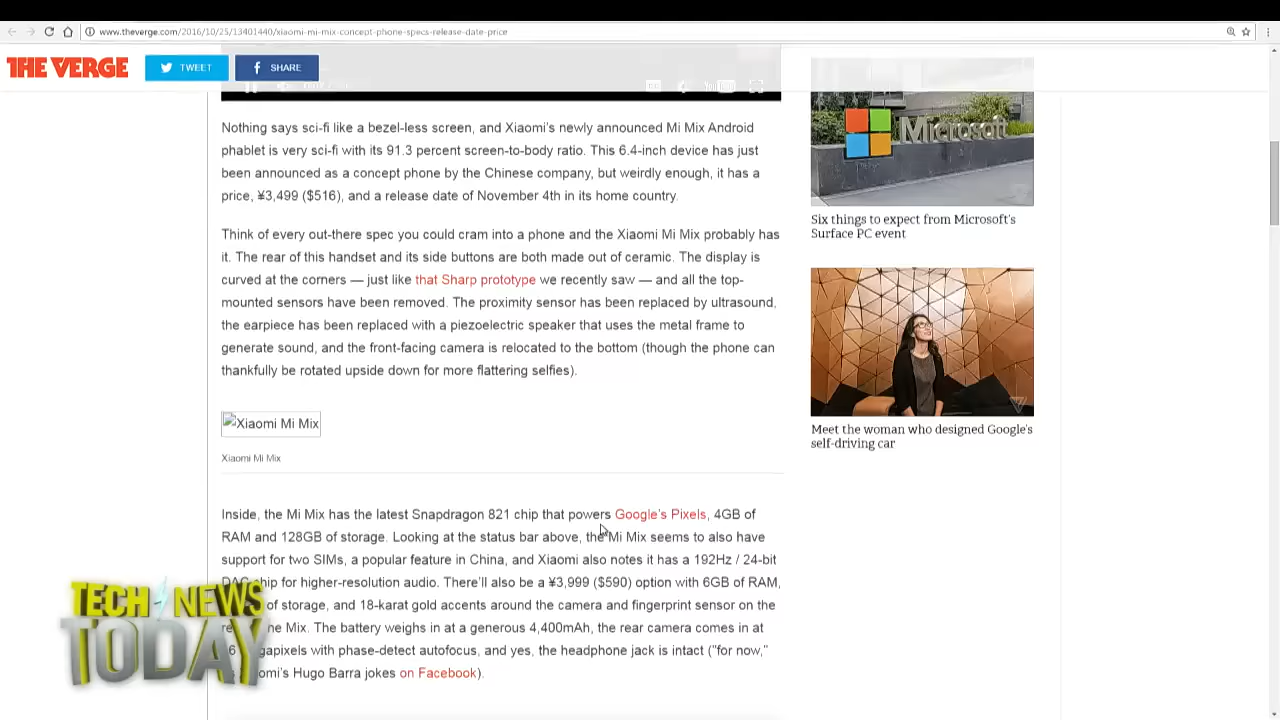 www.theverge.com/2016/10/25/13401440/xiaomi-mi-mix-concept-phone-specs-release-date-price
THE VERGE
TWEET
SHARE
Nothing says sci-fi like a bezel-less screen, and Xiaomi's newly announced Mi Mix Android
phablet is very sci-fi with its 91.3 percent screen-to-body ratio. This 6.4-inch device has just
been announced as a concept phone by the Chinese company, but weirdly enough, it has a
price, ¥3,499 ($516), and a release date of November 4th in its home country.
Think of every out-there spec you could cram into a phone and the Xiaomi Mi Mix probably has
it. The rear of this handset and its side buttons are both made out of ceramic. The display is
curved at the corners — just like that Sharp prototype we recently saw — and all the top-
mounted sensors have been removed. The proximity sensor has been replaced by ultrasound,
the earpiece has been replaced with a piezoelectric speaker that uses the metal frame to
generate sound, and the front-facing camera is relocated to the bottom (though the phone can
thankfully be rotated upside down for more flattering selfies).
Xiaomi Mi Mix
Xiaomi Mi Mix
Inside, the Mi Mix has the latest Snapdragon 821 chip that powers Google's Pixels, 4GB of
RAM and 128GB of storage. Looking at the status bar above, the Mi Mix seems to also have
support for two SIMs, a popular feature in China, and Xiaomi also notes it has a 192Hz / 24-bit
chip for higher-resolution audio. There'll also be a ¥3,999 ($590) option with 6GB of RAM,
of storage, and 18-karat gold accents around the camera and fingerprint sensor on the
Mix. The battery weighs in at a generous 4,400mAh, the rear camera comes in at
with phase-detect autofocus, and yes, the headphone jack is intact ("for now,"
Hugo Barra jokes on Facebook).
Microsoft
Six things to expect from Microsoft's
Surface PC event
Meet the woman who designed Google's
self-driving car
TECH NEWS
TODAY